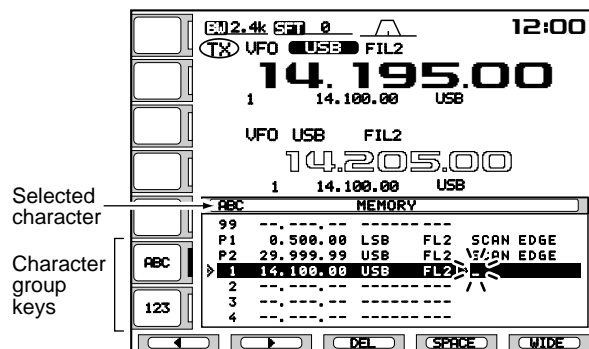 BW 2.4k SFT 0 12:00
TX VFO USB FIL2
14.195.00
1 14.100.00 USB
VFO USB FIL2
14.205.00
1 14.100.00 USB
Selected character
ABC MEMORY
99 --.---.-- --- ---
P1 0.500.00 LSB FL2 SCAN EDGE
P2 29.999.99 USB FL2 SCAN EDGE
1 14.100.00 USB FL2 _
2 --.---.-- --- ---
3 --.---.-- --- ---
4 --.---.-- --- ---
Character group keys
ABC
123
DEL SPACE WIDE